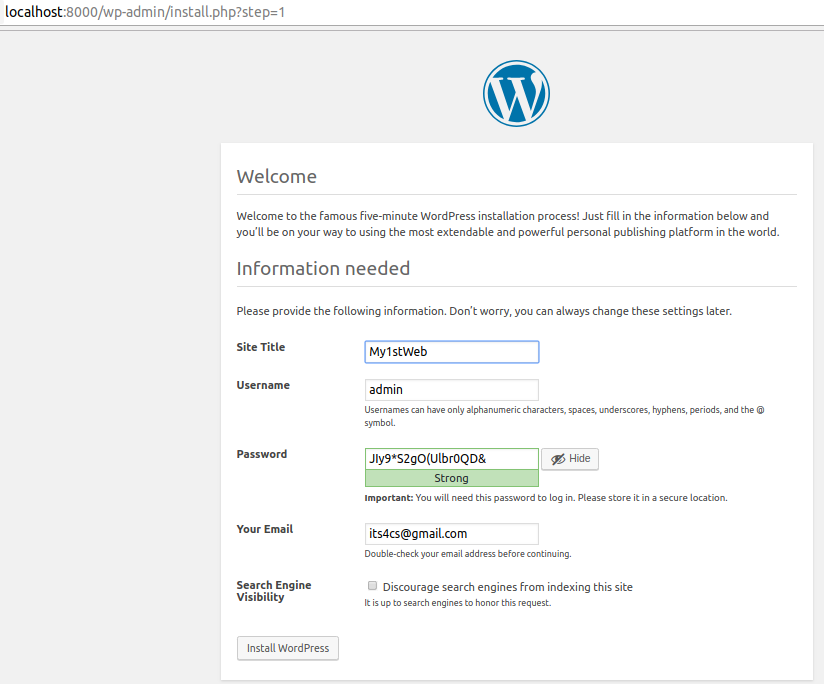 localhost:8000/wp-admin/install.php?step=1
Welcome
Welcome to the famous five-minute WordPress installation process! Just fill in the information below and
you'll be on your way to using the most extendable and powerful personal publishing platform in the world.
Information needed
Please provide the following information. Don't worry, you can always change these settings later.
Site Title
My1stWeb
Username
admin
Usernames can have only alphanumeric characters, spaces, underscores, hyphens, periods, and the @
symbol.
Password
JIy9*S2gO(Ulbr0QD&
Hide
Strong
Important: You will need this password to log in. Please store it in a secure location.
Your Email
its4cs@gmail.com
Double-check your email address before continuing.
Search Engine
Visibility
Discourage search engines from indexing this site
It is up to search engines to honor this request.
Install WordPress